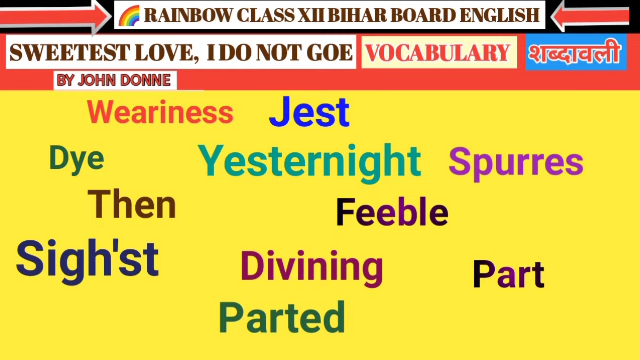 🌈 RAINBOW CLASS XII BIHAR BOARD ENGLISH
SWEETEST LOVE, I DO NOT GOE VOCABULARY शब्दावली
BY JOHN DONNE
Weariness Jest
Dye Yesternight Spurres
Then Feeble
Sigh'st Divining Part
Parted